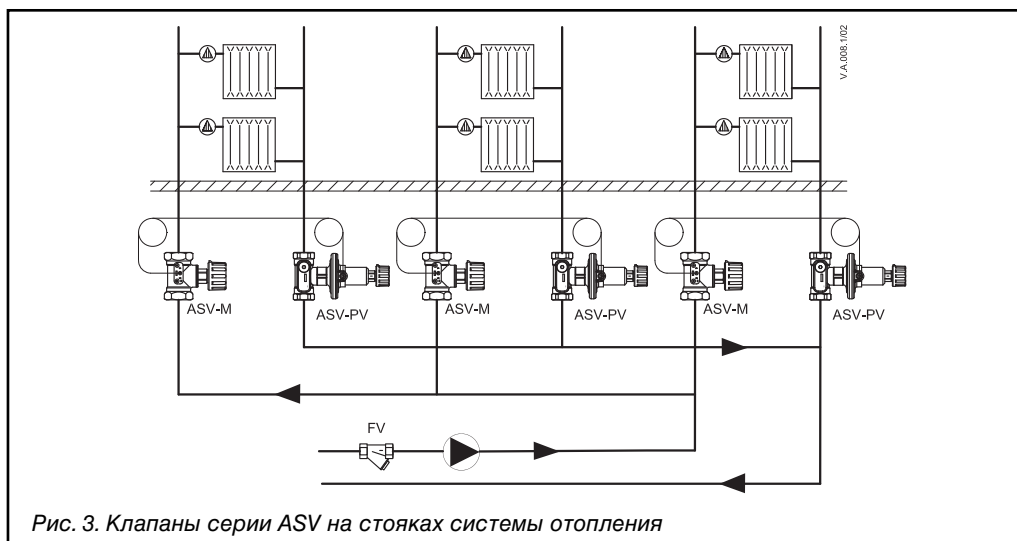 V.A.008.1/02
ASV-M
ASV-PV
ASV-M
ASV-PV
ASV-M
ASV-PV
FV
Рис. 3. Клапаны серии ASV на стояках системы отопления